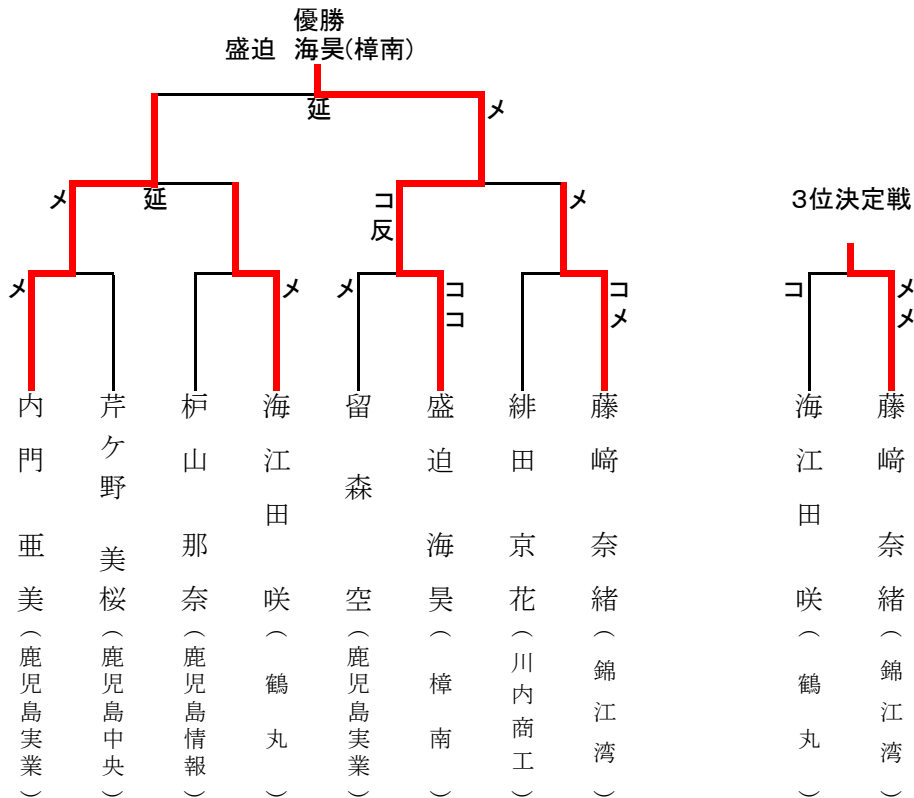 優勝
盛迫 海昊(樟南)
延
メ
メ
延
コ
反
メ
3位決定戦
メ
メ
メ
コ
コ
コ
メ
コ
メ
メ
内門 亜美(鹿児島実業)
芹ケ野 美桜(鹿児島中央)
枦山 那奈(鹿児島情報)
海江田 咲(鶴丸)
留森 空(鹿児島実業)
盛迫 海昊(樟南)
緋田 京花(川内商工)
藤﨑 奈緒(錦江湾)
海江田 咲(鶴丸)
藤﨑 奈緒(錦江湾)